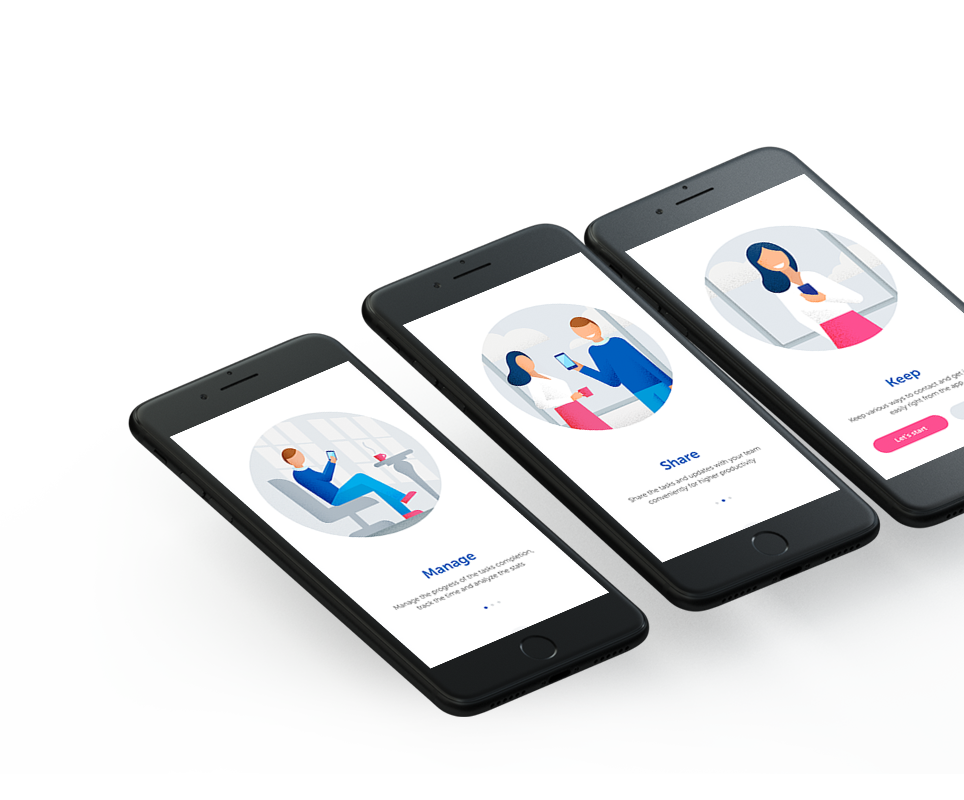 Manage
Manage the progress of the tasks completion,
track the time and analyze the stats
Share
Share the tasks and updates with your team
conveniently for higher productivity
Keep
Keep various ways to contact and get
easily right from the app
Let's start